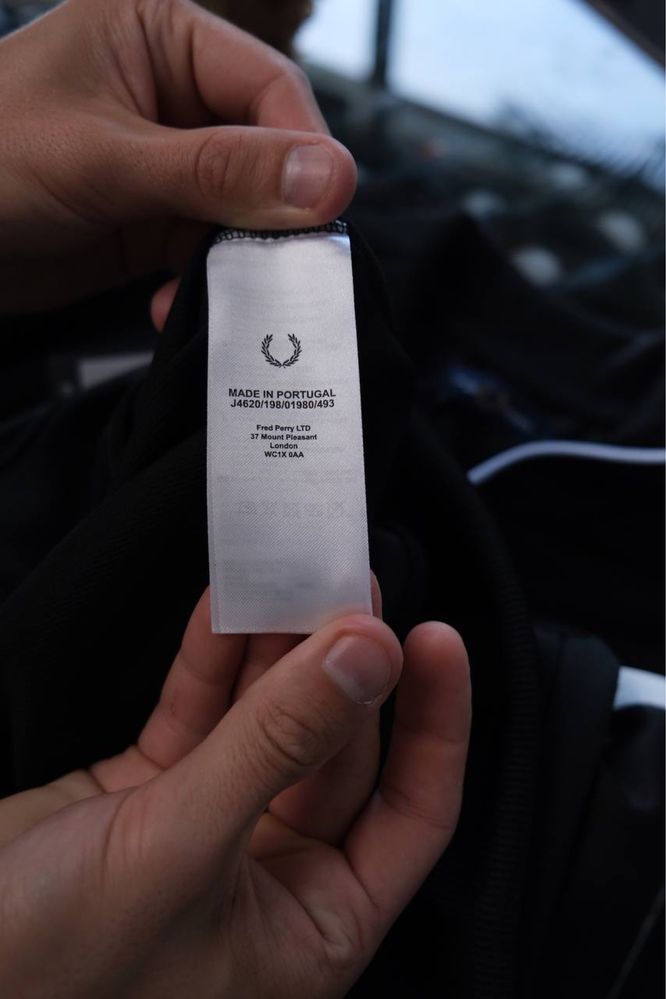 MADE IN PORTUGAL
J4620/198/01980/493
Fred Perry LTD
37 Mount Pleasant
London
WC1X 0AA